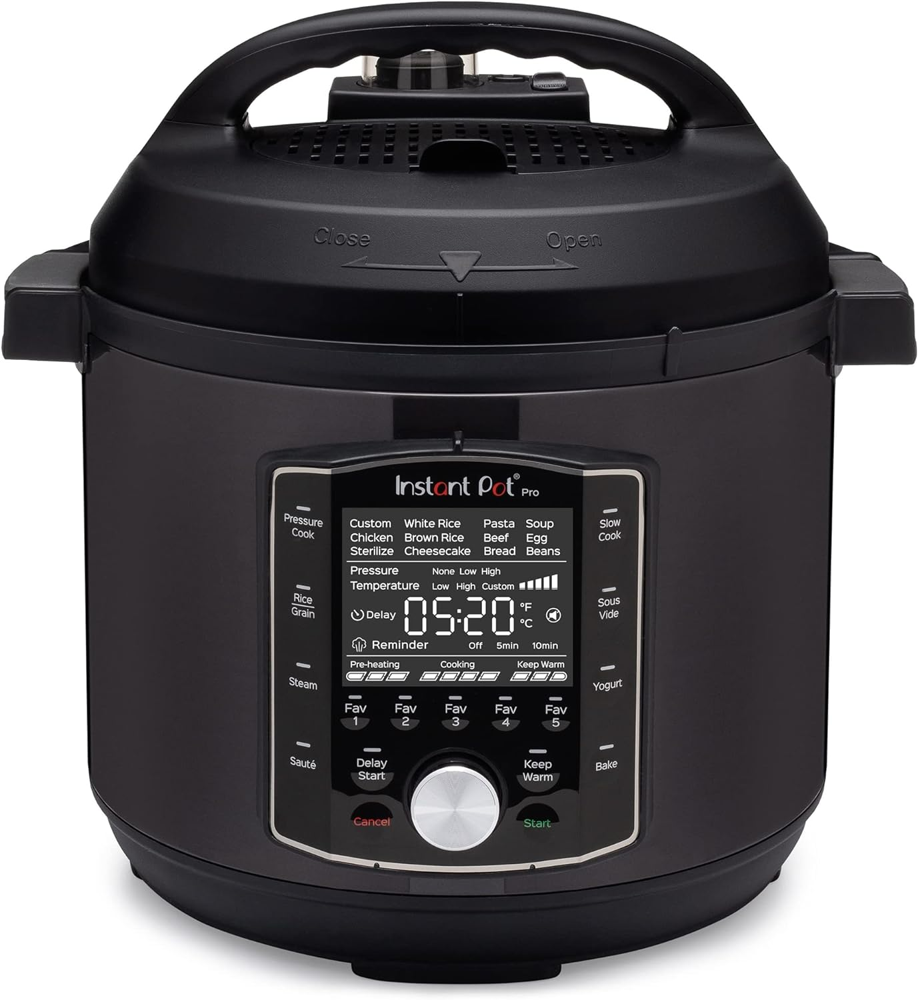 Close Open
Instant Pot® Pro
Pressure
Cook
Rice
Grain
Steam
Sauté
Custom White Rice Pasta Soup
Chicken Brown Rice Beef Egg
Sterilize Cheesecake Bread Beans
Pressure None Low High
Temperature Low High Custom
Delay 05:20 °F
°C
Reminder Off 5min 10min
Pre-heating Cooking Keep Warm
Fav Fav Fav Fav Fav
1 2 3 4 5
Delay
Start
Keep
Warm
Cancel Start
Slow
Cook
Sous
Vide
Yogurt
Bake